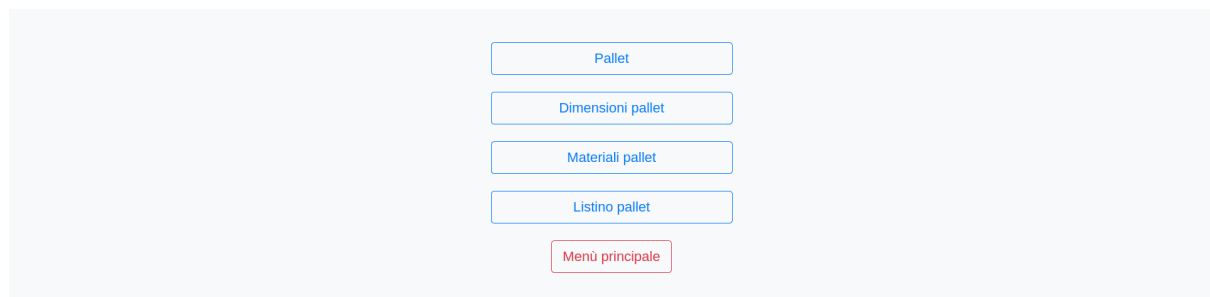 Pallet
Dimensioni pallet
Materiali pallet
Listino pallet
Menù principale